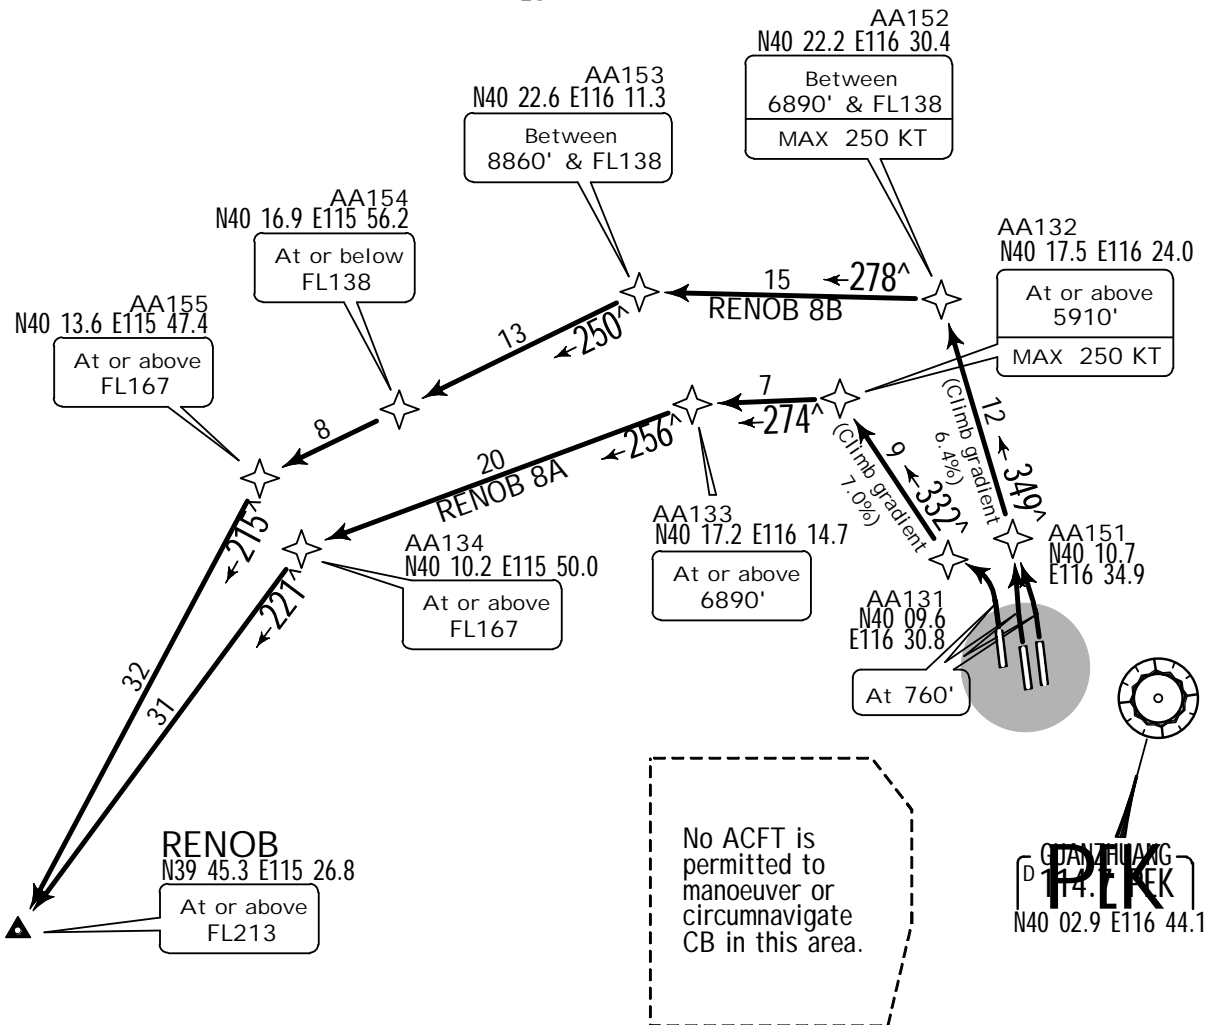 AA152
N40 22.2 E116 30.4
Between
6890' & FL138
MAX 250 KT
AA153
N40 22.6 E116 11.3
Between
8860' & FL138
AA154
N40 16.9 E115 56.2
At or below
FL138
AA132
N40 17.5 E116 24.0
At or above
5910'
MAX 250 KT
AA155
N40 13.6 E115 47.4
At or above
FL167
15
278^
RENOB 8B
13
250^
8
7
274^
20
256^
RENOB 8A
12
349^
(Climb gradient
6.4%)
9
332^
(Climb gradient
7.0%)
215^
221^
32
31
AA133
N40 17.2 E116 14.7
At or above
6890'
AA134
N40 10.2 E115 50.0
At or above
FL167
AA151
N40 10.7
E116 34.9
AA131
N40 09.6
E116 30.8
At 760'
RENOB
N39 45.3 E115 26.8
At or above
FL213
No ACFT is
permitted to
manoeuver or
circumnavigate
CB in this area.
PEK
D
N40 02.9 E116 44.1